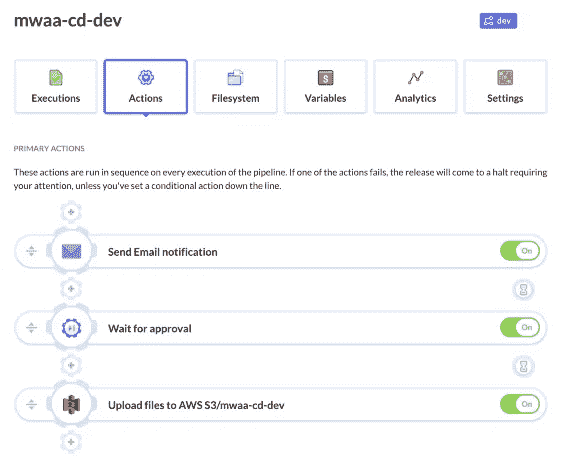 mwaa-cd-dev
dev
Executions
Actions
Filesystem
S
Variables
Analytics
Settings
PRIMARY ACTIONS
These actions are run in sequence on every execution of the pipeline. If one of the actions fails, the release will come to a halt requiring
your attention, unless you've set a conditional action down the line.
Send Email notification
On
Wait for approval
On
Upload files to AWS S3/mwaa-cd-dev
On